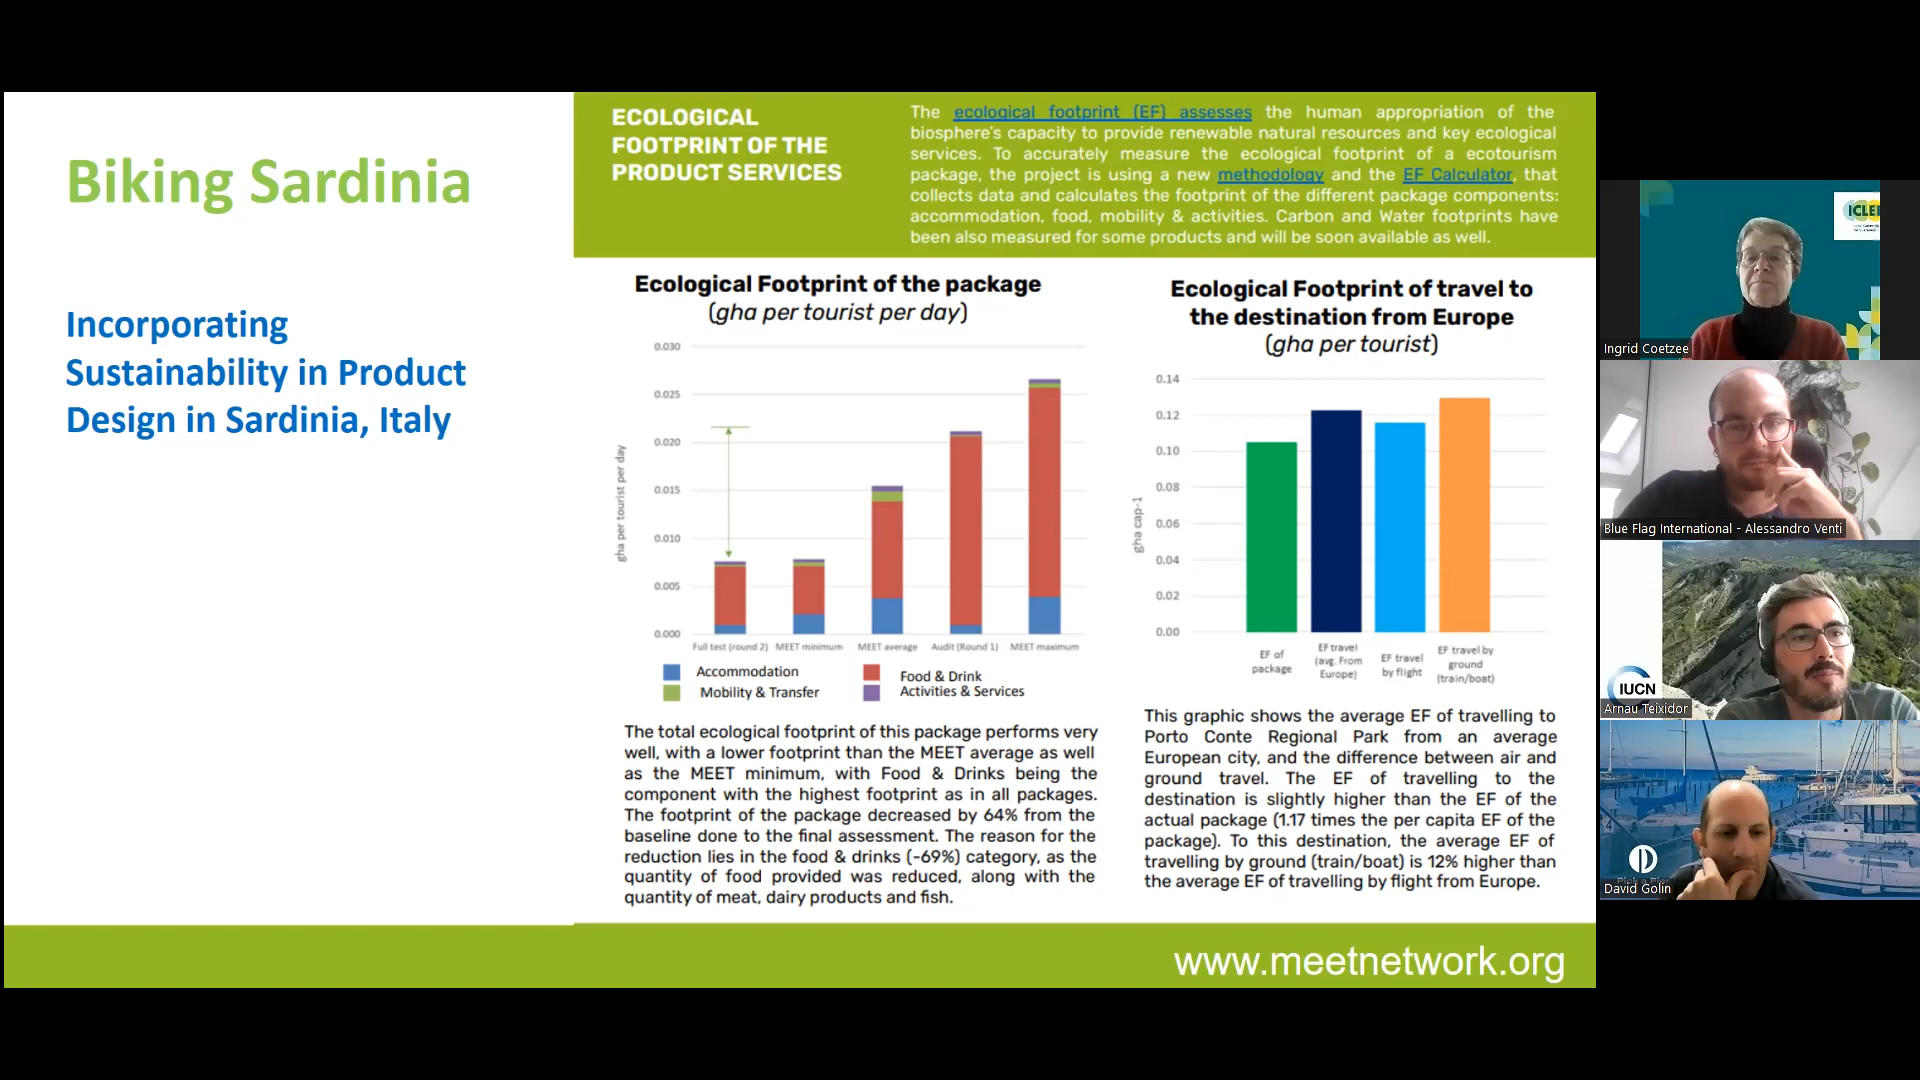 Biking Sardinia
Incorporating
Sustainability in Product
Design in Sardinia, Italy
ECOLOGICAL
FOOTPRINT OF THE
PRODUCT SERVICES
The ecological footprint (EF) assesses the human appropriation of the
biosphere's capacity to provide renewable natural resources and key ecological
services. To accurately measure the ecological footprint of a ecotourism
package, the project is using a new methodology and the EF Calculator, that
collects data and calculates the footprint of the different package components:
accommodation, food, mobility & activities. Carbon and Water footprints have
been also measured for some products and will be soon available as well.
Ecological Footprint of the package
(gha per tourist per day)
gha per tourist per day
0.030
0.025
0.020
0.015
0.010
0.005
0.000
Full test (round 2) MEET minimum MEET average Audit (Round 1) MEET maximum
Accommodation
Food & Drink
Mobility & Transfer
Activities & Services
The total ecological footprint of this package performs very
well, with a lower footprint than the MEET average as well
as the MEET minimum, with Food & Drinks being the
component with the highest footprint as in all packages.
The footprint of the package decreased by 64% from the
baseline done to the final assessment. The reason for the
reduction lies in the food & drinks (-69%) category, as the
quantity of food provided was reduced, along with the
quantity of meat, dairy products and fish.
Ecological Footprint of travel to
the destination from Europe
(gha per tourist)
gha cap-1
0.14
0.12
0.10
0.08
0.06
0.04
0.02
0.00
EF of
package
EF travel
(avg. From
Europe)
EF travel
by flight
EF travel by
ground
(train/boat)
This graphic shows the average EF of travelling to
Porto Conte Regional Park from an average
European city, and the difference between air and
ground travel. The EF of travelling to the
destination is slightly higher than the EF of the
actual package (1.17 times the per capita EF of the
package). To this destination, the average EF of
travelling by ground (train/boat) is 12% higher than
the average EF of travelling by flight from Europe.
www.meetnetwork.org
Ingrid Coetzee
Blue Flag International - Alessandro Venti
IUCN
Arnau Teixidor
David Golin